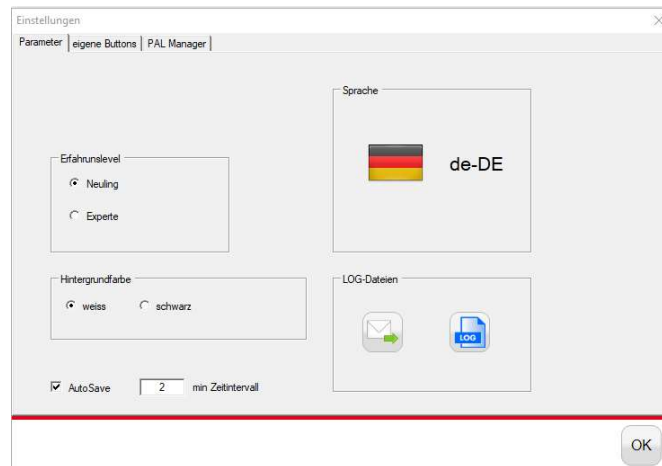 Einstellungen
Parameter eigene Buttons PAL Manager
Sprache
de-DE
Erfahrunslevel
Neuling
Experte
Hintergrundfarbe
weiss schwarz
LOG-Dateien
LOG
AutoSave 2 min Zeitintervall
OK